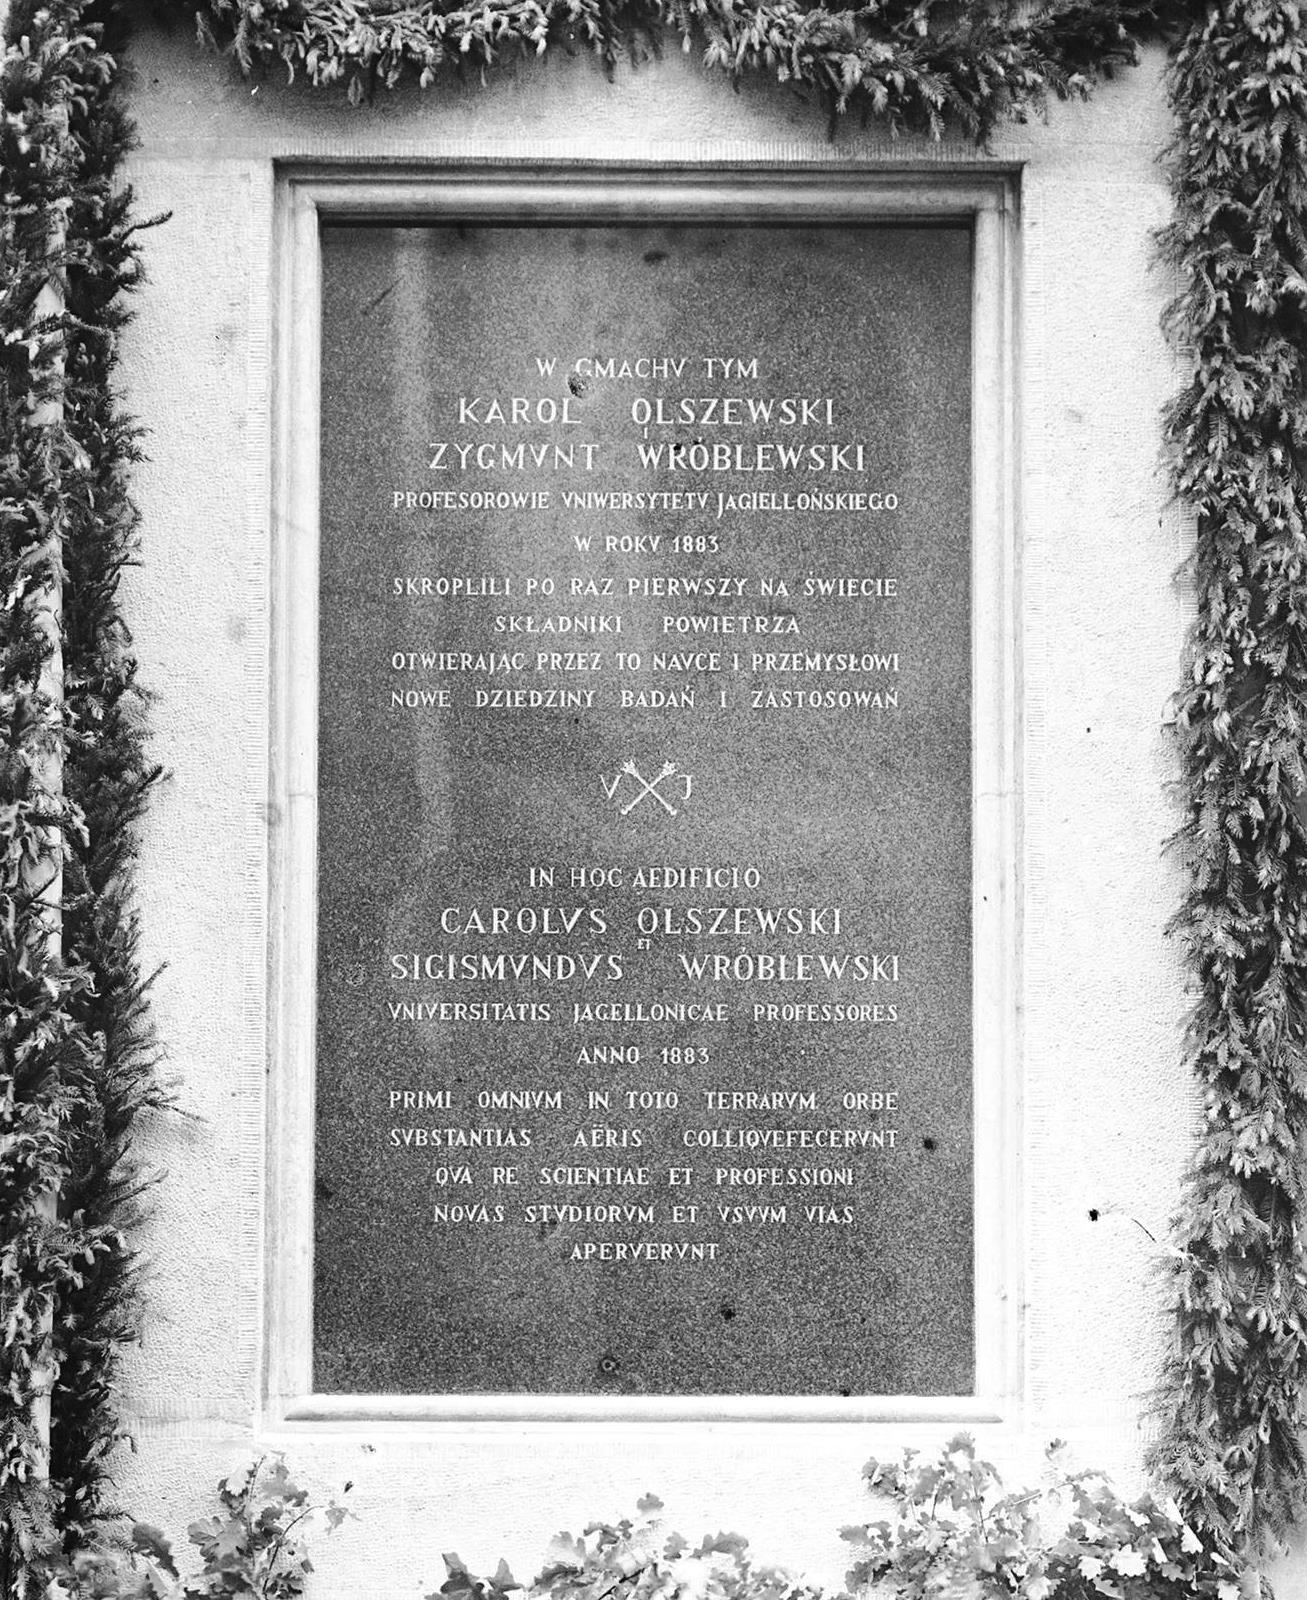 W GMACHV TYM
KAROL OLSZEWSKI
I
ZYGMVNT WRÓBLEWSKI
PROFESOROWIE VNIWERSYTETV JAGIELLOŃSKIEGO
W ROKV 1883
SKROPLILI PO RAZ PIERWSZY NA ŚWIECIE
SKŁADNIKI POWIETRZA
OTWIERAJĄC PRZEZ TO NAVCE I PRZEMYSŁOWI
NOWE DZIEDZINY BADAŃ I ZASTOSOWAŃ
V J
IN HOC AEDIFICIO
CAROLVS OLSZEWSKI
ET
SIGISMVNDVS WRÓBLEWSKI
VNIVERSITATIS JAGELLONICAE PROFESSORES
ANNO 1883
PRIMI OMNIVM IN TOTO TERRARVM ORBE
SVBSTANTIAS AËRIS COLLIQVEFECERVNT
QVA RE SCIENTIAE ET PROFESSIONI
NOVAS STVDIORVM ET VSVVM VIAS
APERVERVNT